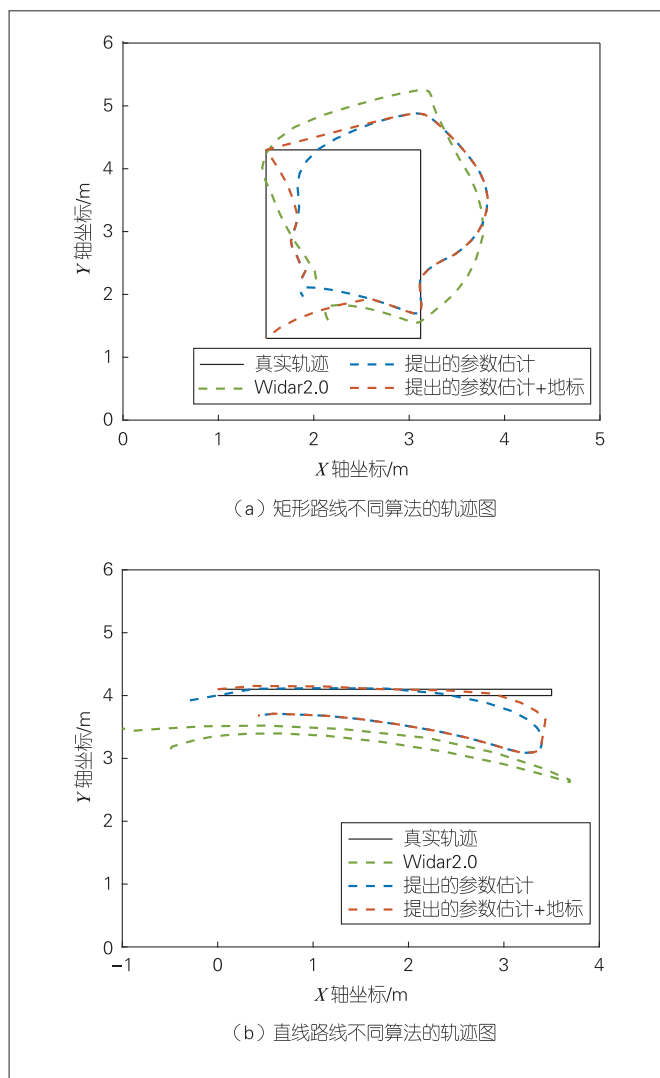 6
5
4
3
2
1
0
Y 轴坐标/m
真实轨迹
Widar2.0
提出的参数估计
提出的参数估计+地标
0
1
2
3
4
5
X 轴坐标/m
（a）矩形路线不同算法的轨迹图
6
5
4
3
2
1
0
Y 轴坐标/m
真实轨迹
Widar2.0
提出的参数估计
提出的参数估计+地标
−1
0
1
2
3
4
X 轴坐标/m
（b）直线路线不同算法的轨迹图